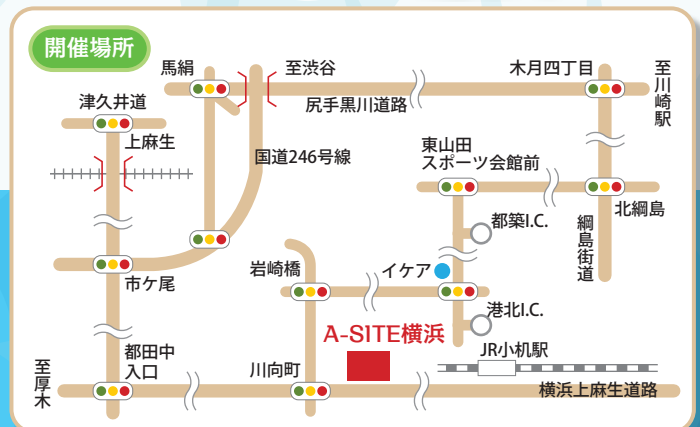 開催場所
馬絹
至渋谷
木月四丁目
至川崎駅
尻手黒川道路
津久井道
上麻生
国道246号線
東山田
スポーツ会館前
北綱島
綱島街道
都築I.C.
市ケ尾
岩崎橋
イケア
港北I.C.
A-SITE横浜
JR小机駅
都田中
入口
川向町
至厚木
横浜上麻生道路